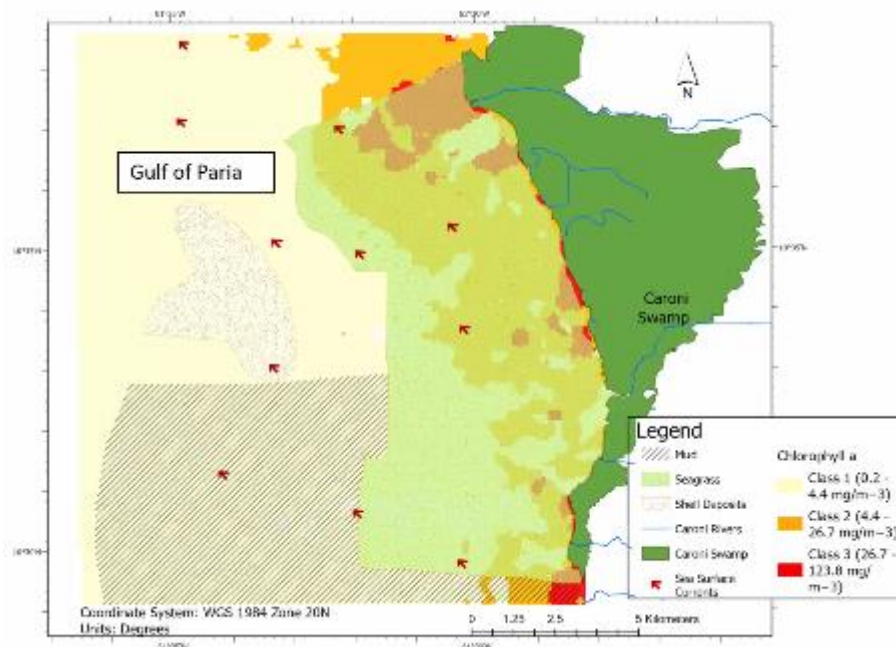 N
Gulf of Paria
Caroni
Swamp
Legend
Mud
Seagrass
Shell Deposits
Caroni Rivers
Caroni Swamp
Sea Surface
Currents
Chlorophyll a
Class 1 (0.2 -
4.4 mg/m-3)
Class 2 (4.4 -
26.7 mg/m-3)
Class 3 (26.7 -
123.8 mg/
m-3)
Coordinate System: WGS 1984 Zone 20N
Units: Degrees
0 1.25 2.5 5 Kilometers